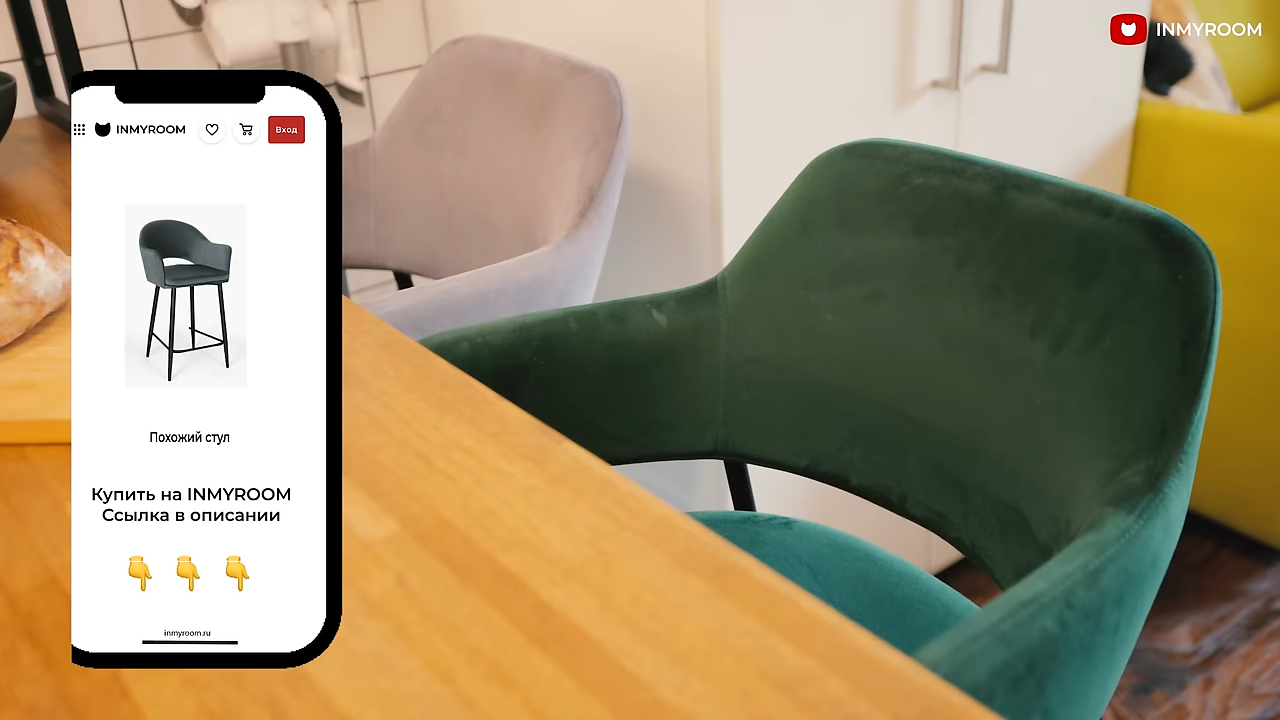 INMYROOM
INMYROOM
Вход
Похожий стул
Купить на INMYROOM
Ссылка в описании
inmyroom.ru